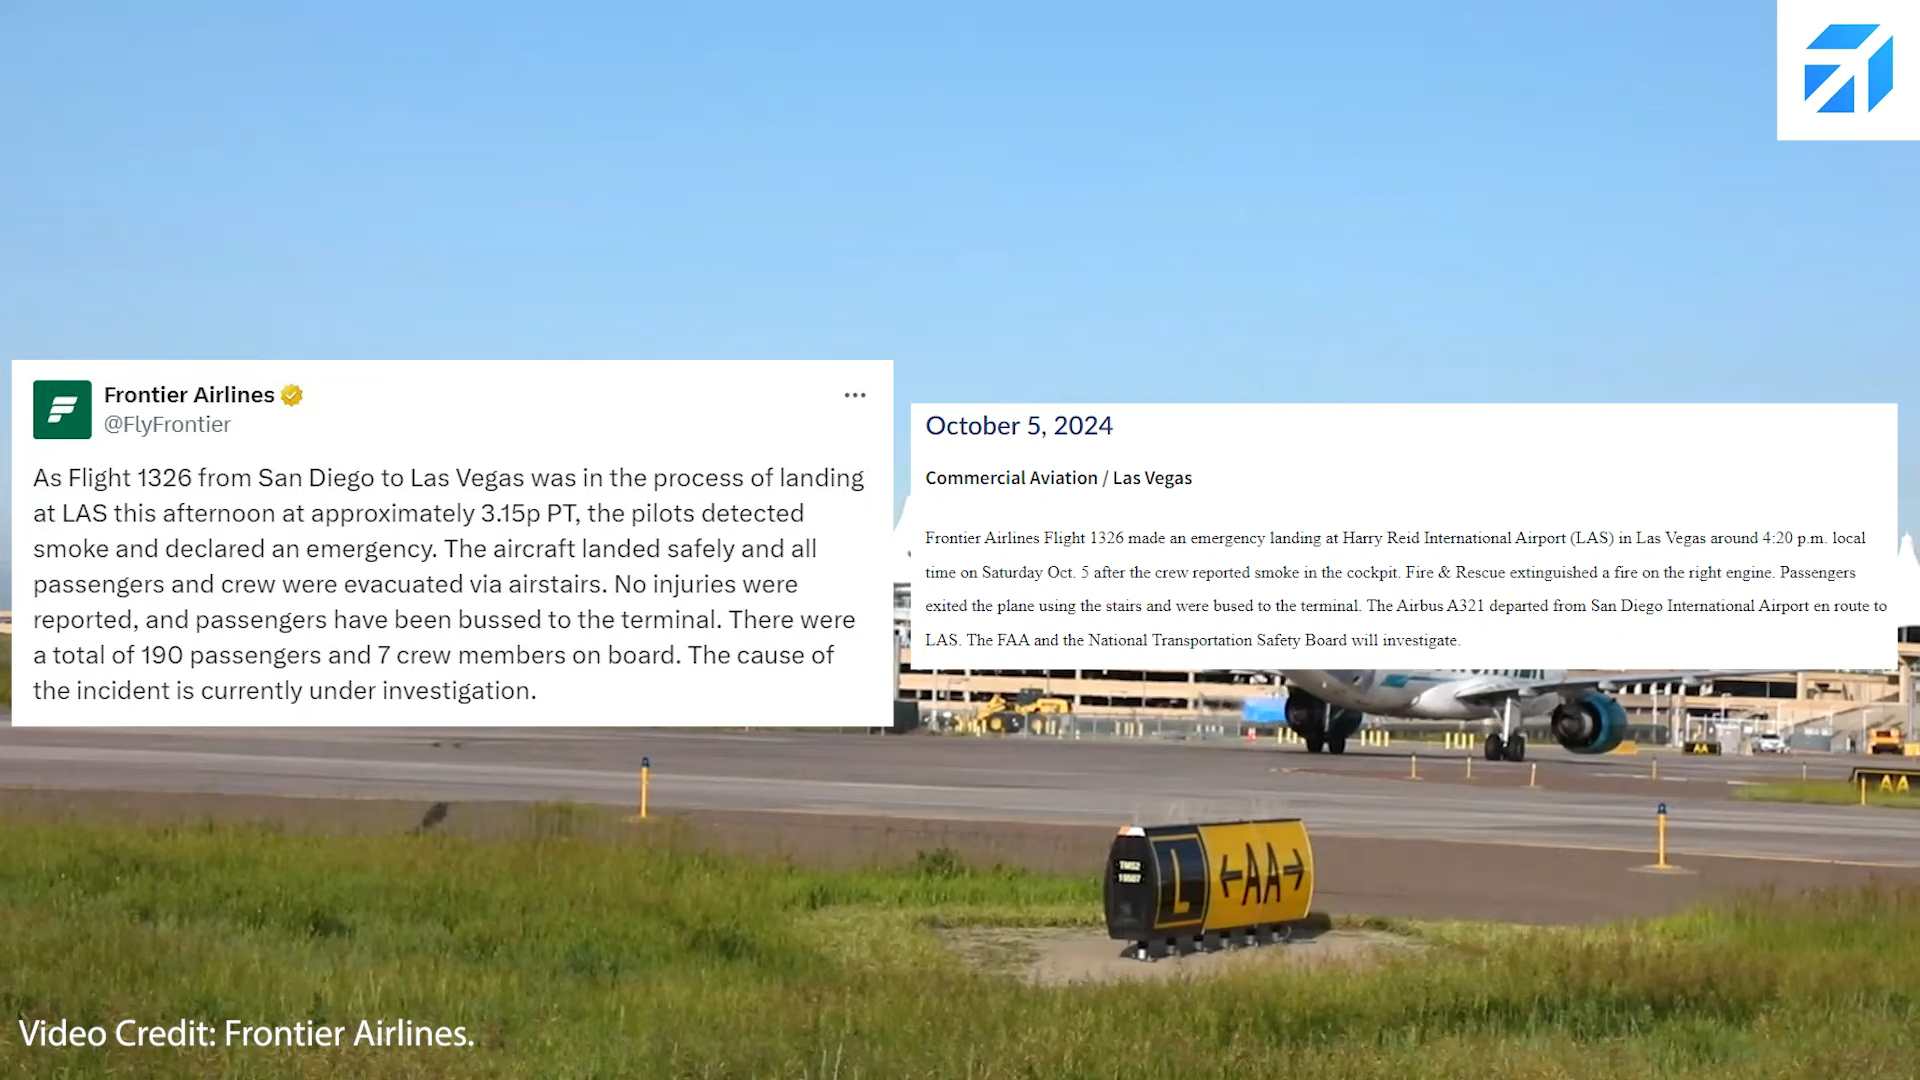 Frontier Airlines
@FlyFrontier
As Flight 1326 from San Diego to Las Vegas was in the process of landing
at LAS this afternoon at approximately 3.15p PT, the pilots detected
smoke and declared an emergency. The aircraft landed safely and all
passengers and crew were evacuated via airstairs. No injuries were
reported, and passengers have been bussed to the terminal. There were
a total of 190 passengers and 7 crew members on board. The cause of
the incident is currently under investigation.
October 5, 2024
Commercial Aviation / Las Vegas
Frontier Airlines Flight 1326 made an emergency landing at Harry Reid International Airport (LAS) in Las Vegas around 4:20 p.m. local
time on Saturday Oct. 5 after the crew reported smoke in the cockpit. Fire & Rescue extinguished a fire on the right engine. Passengers
exited the plane using the stairs and were bused to the terminal. The Airbus A321 departed from San Diego International Airport en route to
LAS. The FAA and the National Transportation Safety Board will investigate.
AA
AA
L ←AA→
Video Credit: Frontier Airlines.